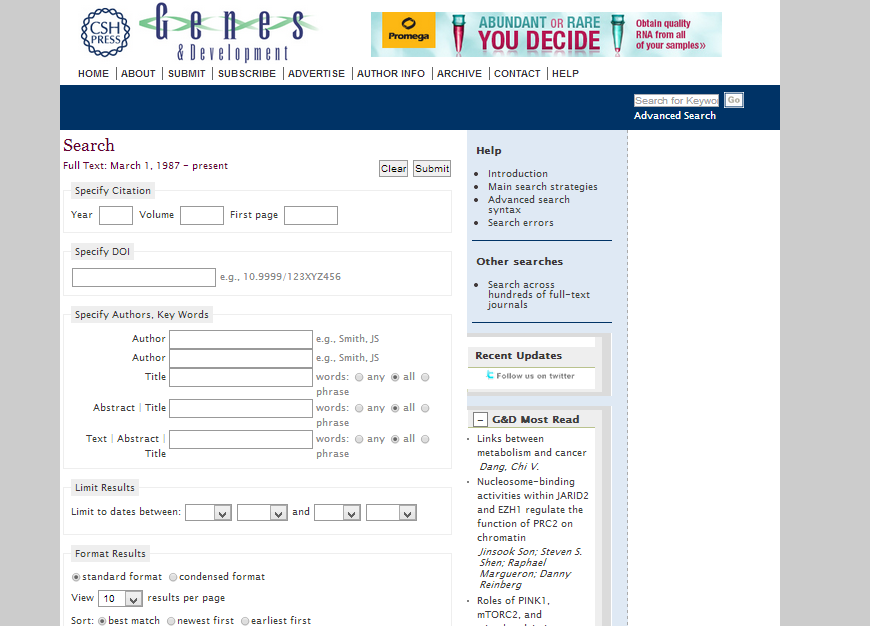 CSH
PRESS
Genes
& Development
Promega
ABUNDANT OR RARE
YOU DECIDE
Obtain quality
RNA from all
of your samples»
HOME ABOUT SUBMIT SUBSCRIBE ADVERTISE AUTHOR INFO ARCHIVE CONTACT HELP
Search for Keywo Go
Advanced Search
Search
Full Text: March 1, 1987 - present
Clear Submit
Specify Citation
Year Volume First page
Specify DOI
e.g., 10.9999/123XYZ456
Specify Authors, Key Words
Author e.g., Smith, JS
Author e.g., Smith, JS
Title words: any all
phrase
Abstract | Title words: any all
phrase
Text | Abstract | words: any all
Title phrase
Limit Results
Limit to dates between: and
Format Results
standard format condensed format
View 10 results per page
Sort: best match newest first earliest first
Help
• Introduction
• Main search strategies
• Advanced search
syntax
• Search errors
Other searches
• Search across
hundreds of full-text
journals
Recent Updates
Follow us on twitter
− G&D Most Read
• Links between
metabolism and cancer
Dang, Chi V.
• Nucleosome-binding
activities within JARID2
and EZH1 regulate the
function of PRC2 on
chromatin
Jinsook Son; Steven S.
Shen; Raphael
Margueron; Danny
Reinberg
• Roles of PINK1,
mTORC2, and